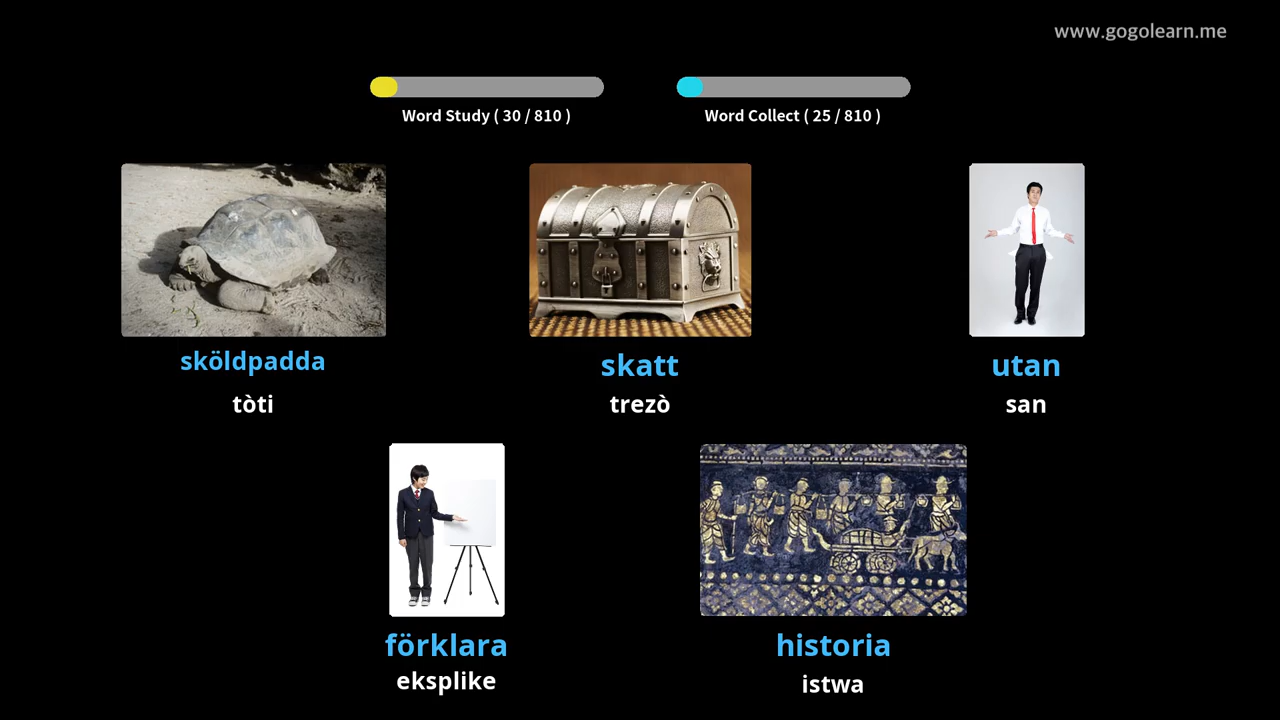 www.gogolearn.me
Word Study ( 30 / 810 )
Word Collect ( 25 / 810 )
sköldpadda
skatt
utan
tòti
trezò
san
förklara
historia
eksplike
istwa